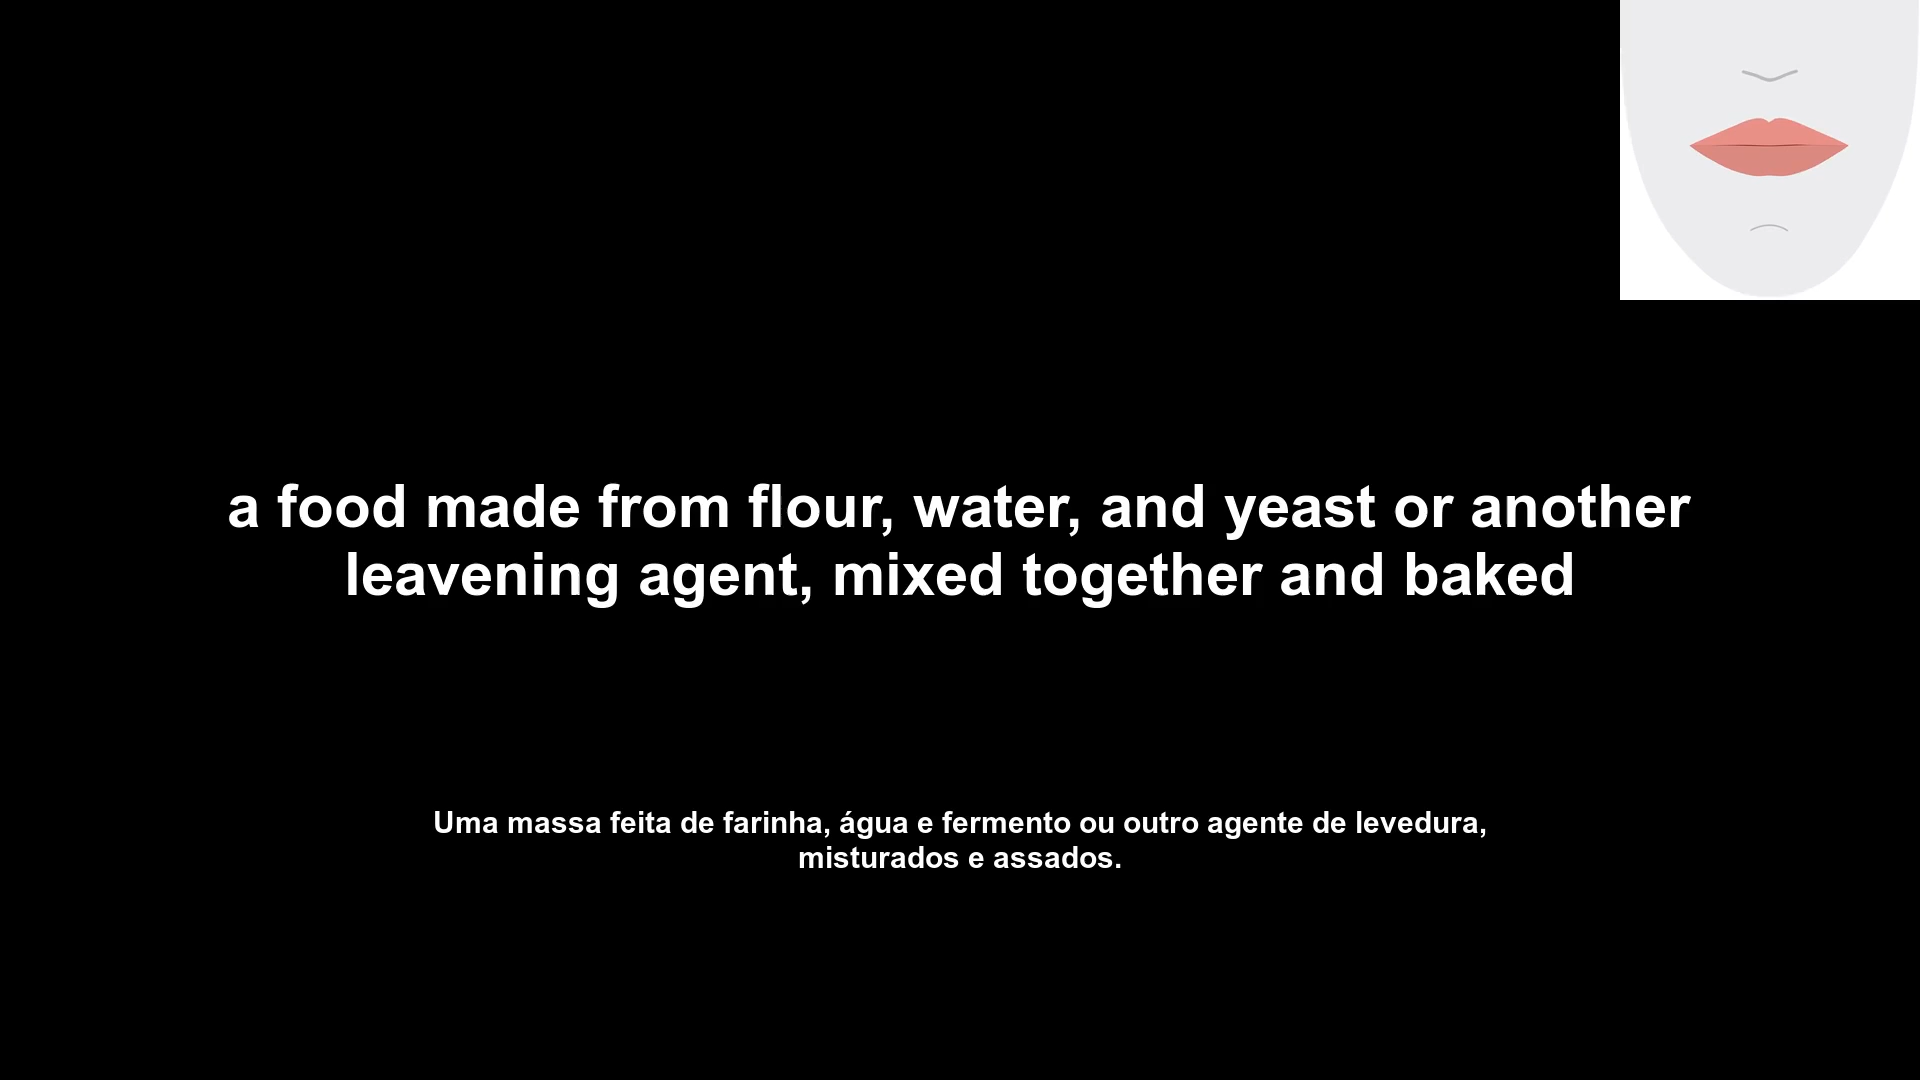 a food made from flour, water, and yeast or another
leavening agent, mixed together and baked
Uma massa feita de farinha, água e fermento ou outro agente de levedura,
misturados e assados.